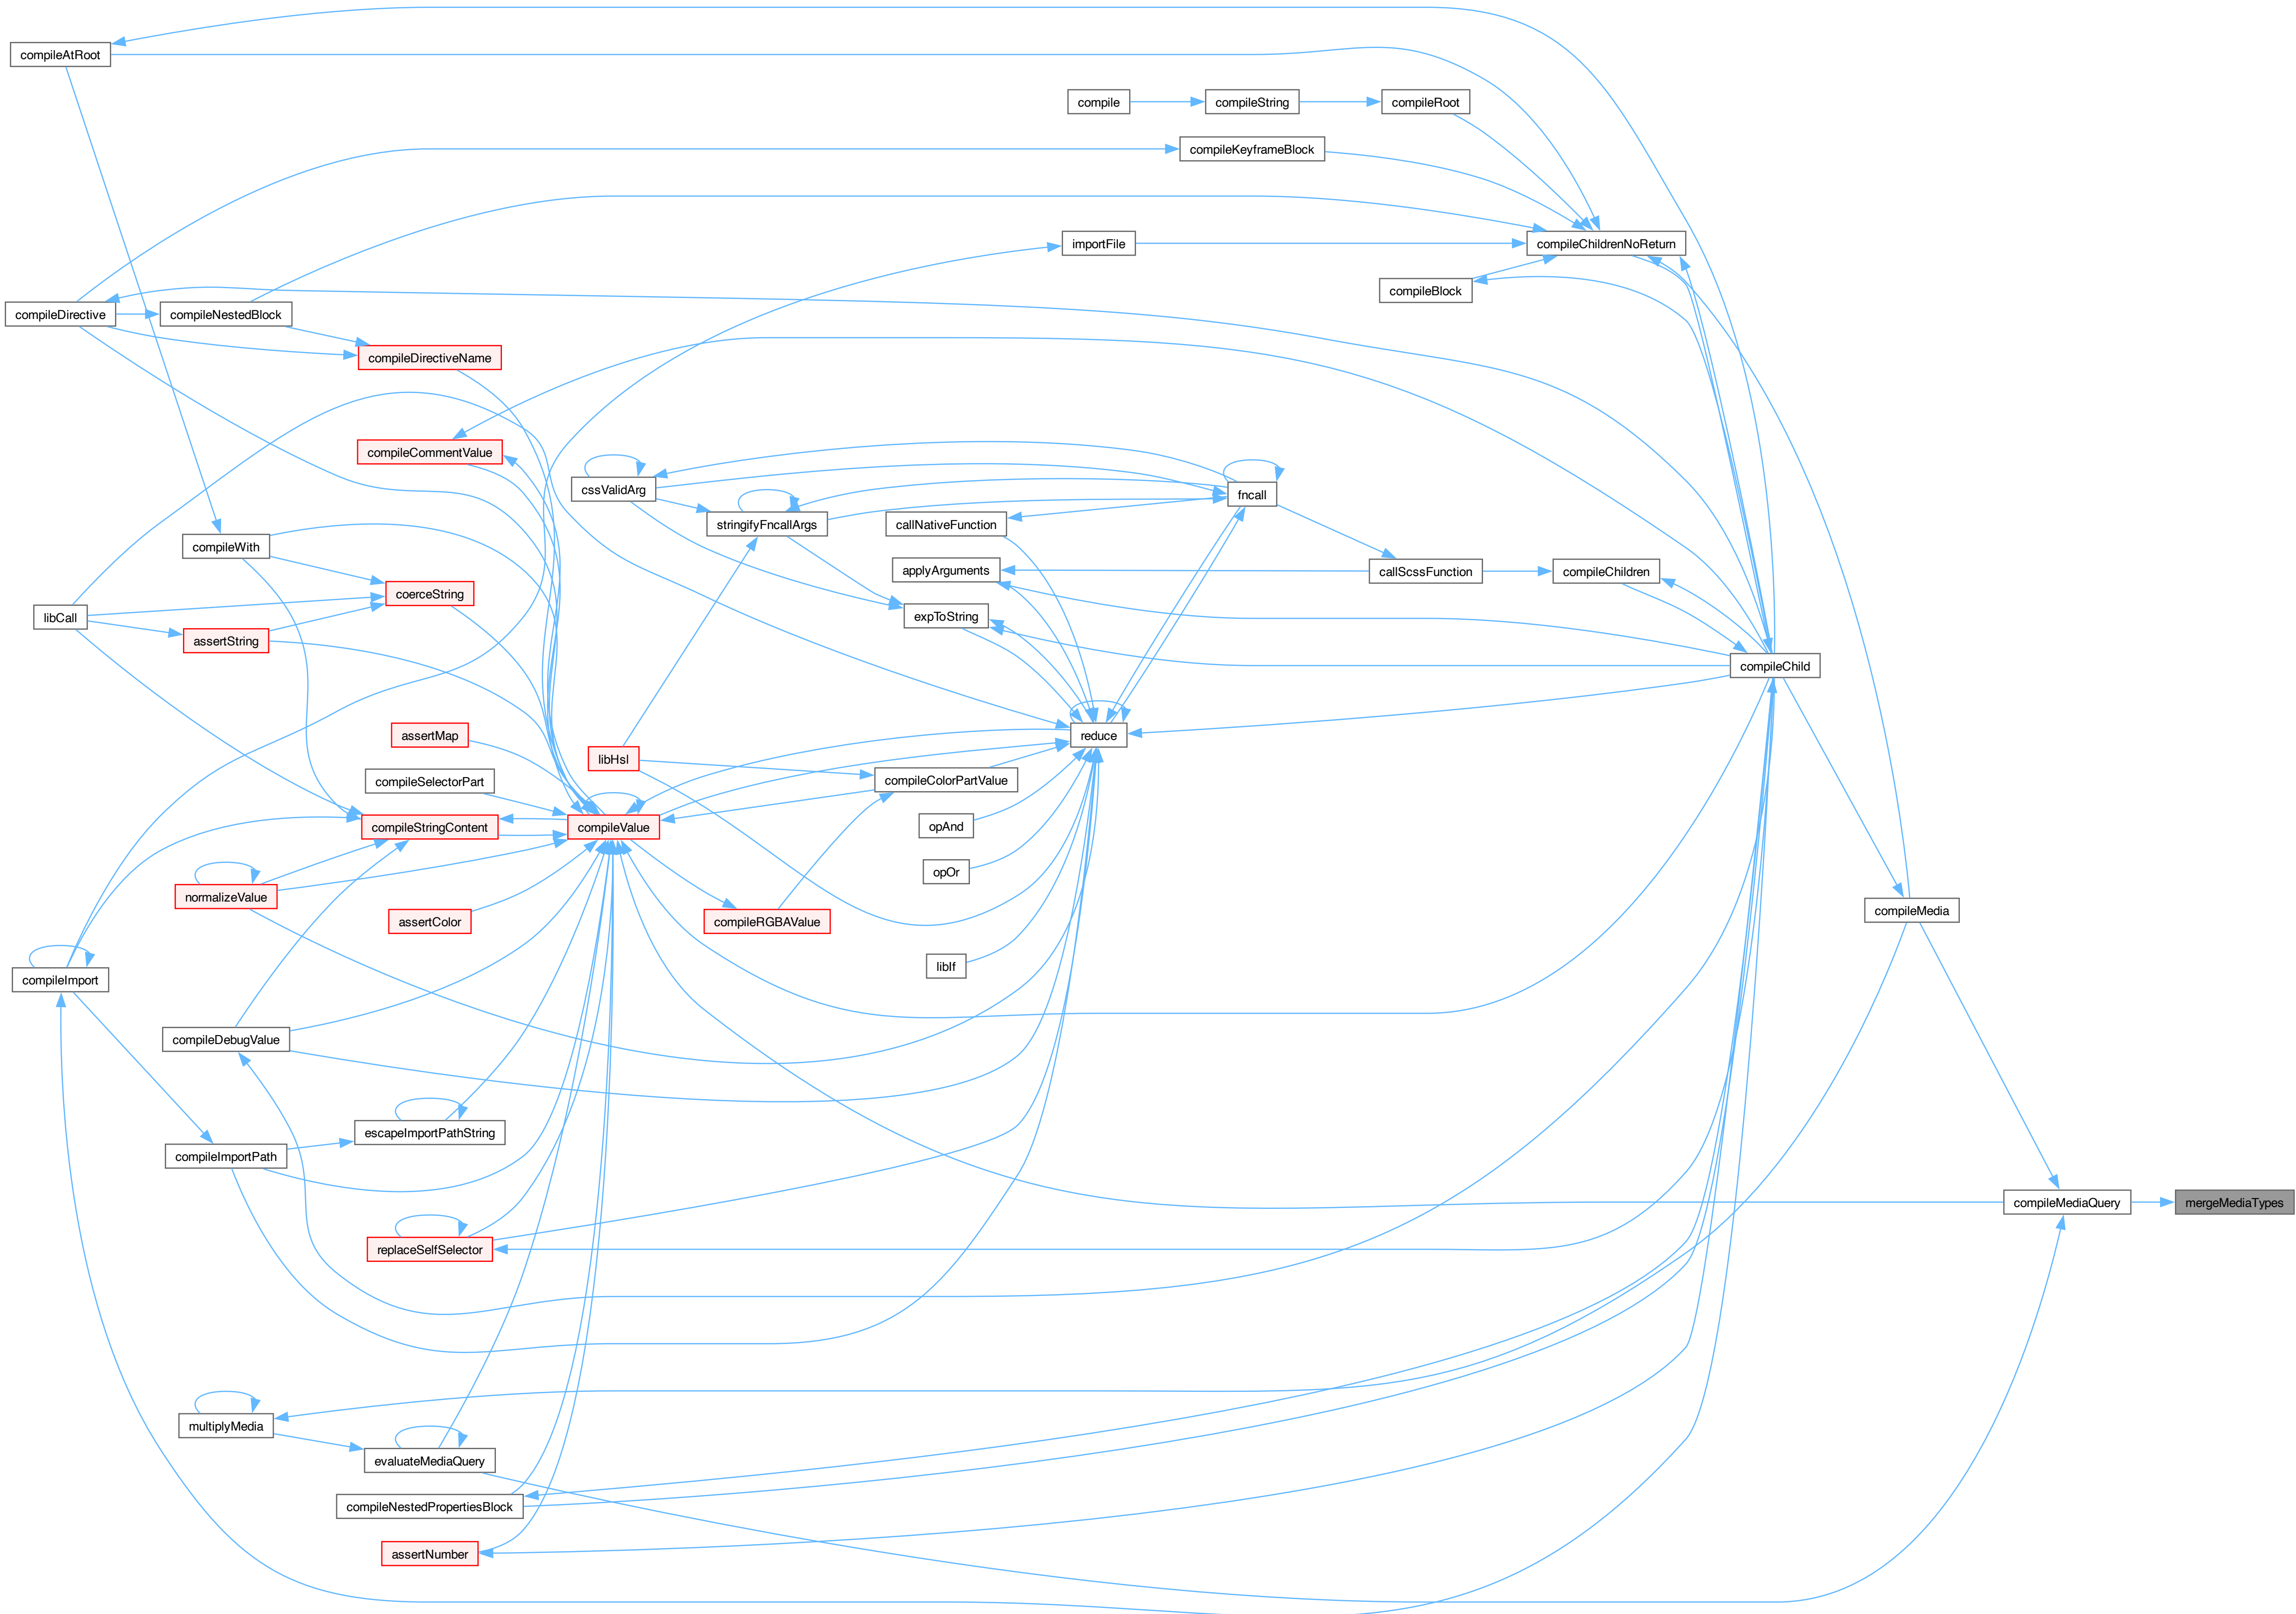 compileAtRoot
compile
compileString
compileRoot
compileKeyframeBlock
importFile
compileChildrenNoReturn
compileBlock
compileDirective
compileNestedBlock
compileDirectiveName
compileCommentValue
cssValidArg
fncall
stringifyFncallArgs
callNativeFunction
compileWith
applyArguments
callScssFunction
compileChildren
coerceString
libCall
expToString
assertString
compileChild
assertMap
reduce
libHsl
compileSelectorPart
compileColorPartValue
compileStringContent
compileValue
opAnd
opOr
normalizeValue
assertColor
compileRGBAValue
compileMedia
libIf
compileImport
compileDebugValue
escapeImportPathString
compileImportPath
compileMediaQuery
mergeMediaTypes
replaceSelfSelector
multiplyMedia
evaluateMediaQuery
compileNestedPropertiesBlock
assertNumber